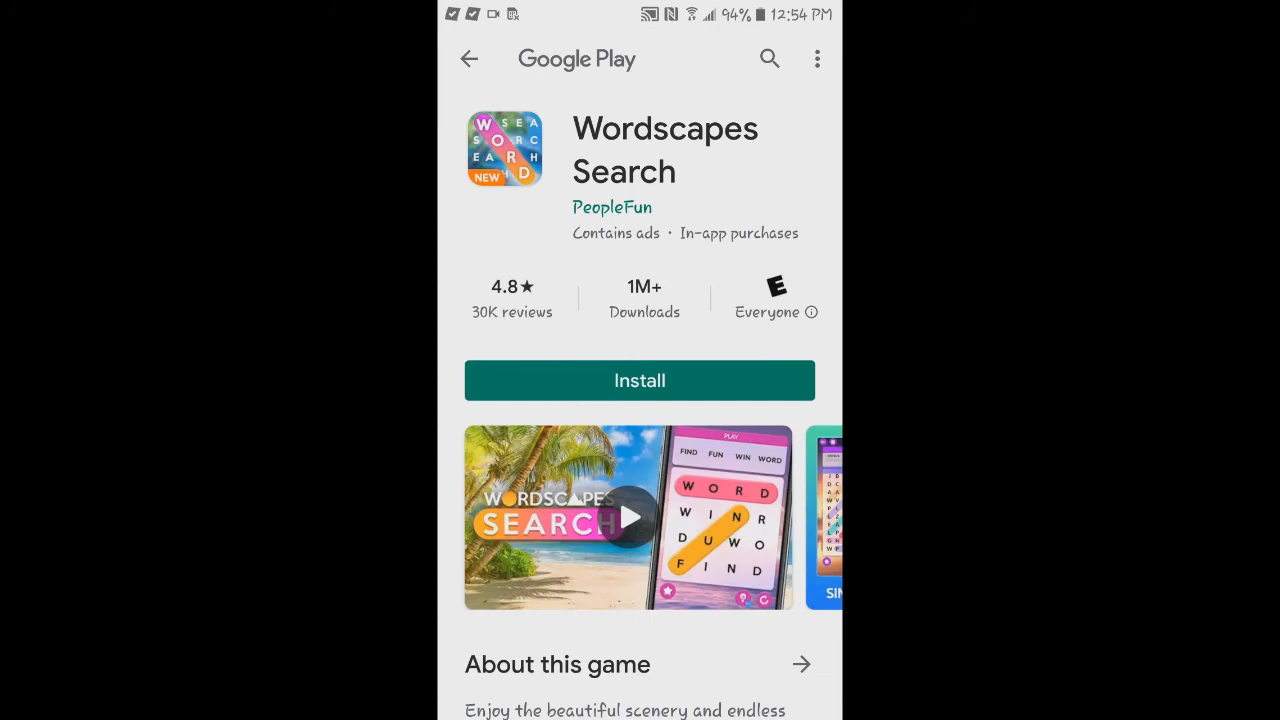 94% 12:54 PM
Google Play
W S E A
S O R C
E A R H
NEW H D
Wordscapes
Search
PeopleFun
Contains ads • In-app purchases
4.8★ 1M+ E
30K reviews Downloads Everyone
Install
WORDSCAPES
SEARCH
PLAY
FIND FUN WIN WORD
W O R D
W I N R
D U W O
F I N D
SIN
About this game
Enjoy the beautiful scenery and endless